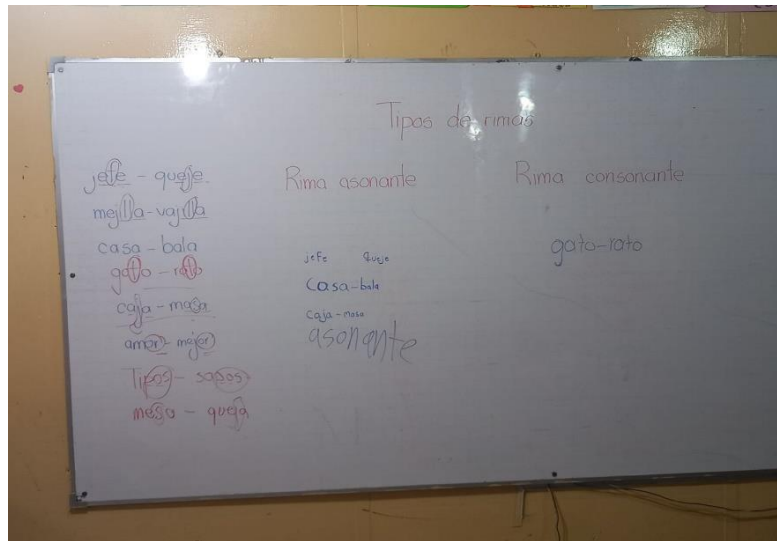 Tipos de rimas
jefe - queje
mejilla-vajilla
casa - bala
gato - rato
caja - masa
amor - mejor
Tipos - sapos
mesa - queja
Rima asonante
jefe queje
Casa-bala
Caja-masa
asonante
Rima consonante
gato-rato